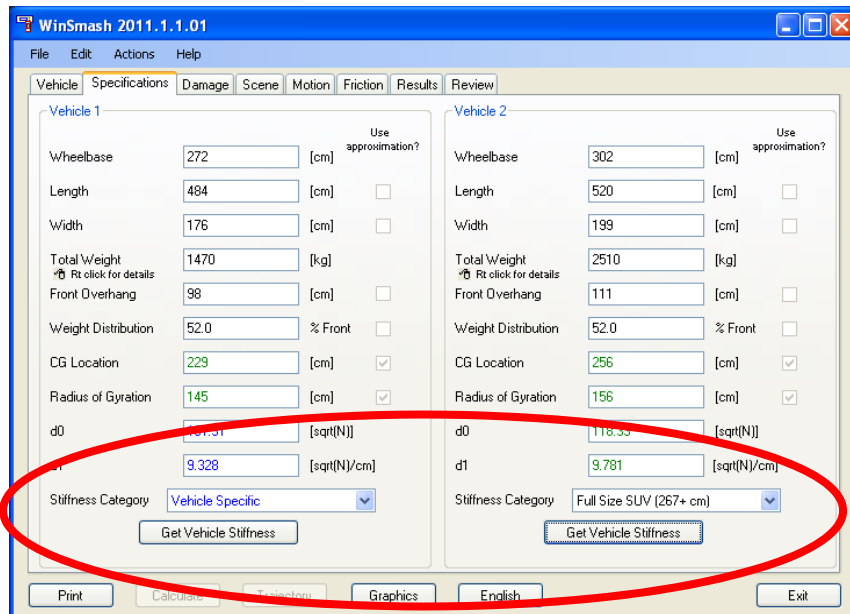 WinSmash 2011.1.1.01
File Edit Actions Help
Vehicle Specifications Damage Scene Motion Friction Results Review
Vehicle 1
Use
approximation?
Wheelbase 272 [cm]
Length 484 [cm]
Width 176 [cm]
Total Weight 1470 [kg]
Rt click for details
Front Overhang 98 [cm]
Weight Distribution 52.0 % Front
CG Location 229 [cm]
Radius of Gyration 145 [cm]
d0 [sqrt(N)]
9.328 [sqrt(N)/cm]
Stiffness Category Vehicle Specific
Get Vehicle Stiffness
Vehicle 2
Use
approximation?
Wheelbase 302 [cm]
Length 520 [cm]
Width 199 [cm]
Total Weight 2510 [kg]
Rt click for details
Front Overhang 111 [cm]
Weight Distribution 52.0 % Front
CG Location 256 [cm]
Radius of Gyration 156 [cm]
d0 [sqrt(N)]
d1 9.781 [sqrt(N)/cm]
Stiffness Category Full Size SUV (267+ cm)
Get Vehicle Stiffness
Print Calculate Trajectory Graphics English Exit